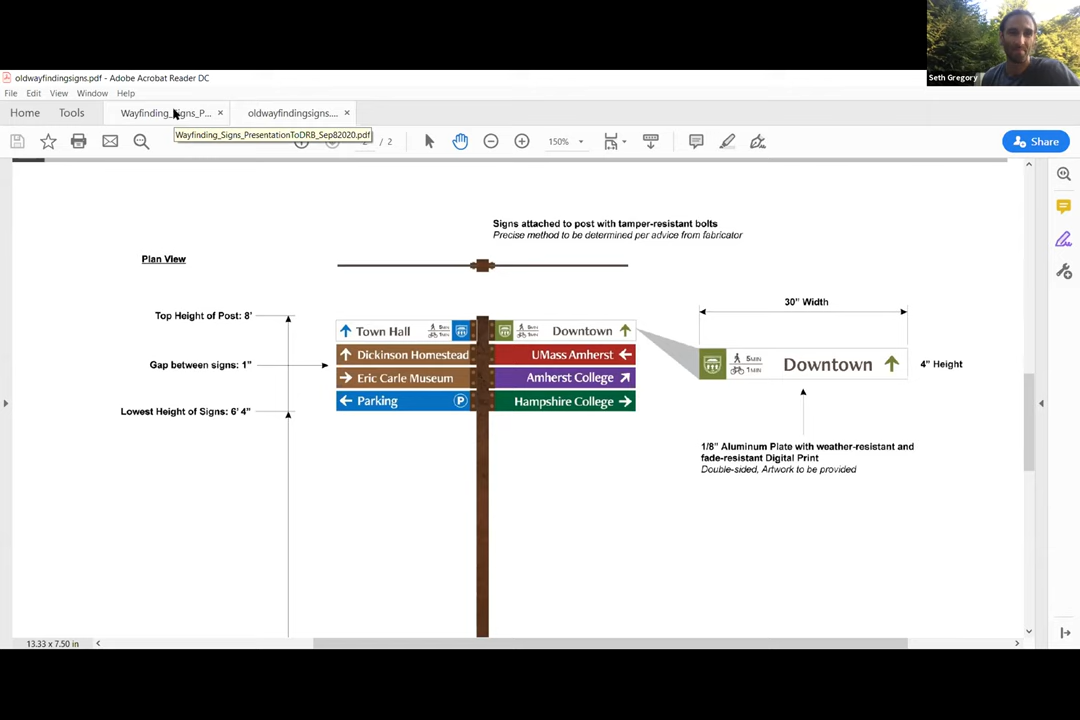 Seth Gregory
oldwayfindingsigns.pdf - Adobe Acrobat Reader DC
File Edit View Window Help
Home Tools Wayfinding_Signs_P... × oldwayfindingsigns.... ×
Wayfinding_Signs_PresentationToDRB_Sep82020.pdf
/ 2
150%
Share
Signs attached to post with tamper-resistant bolts
Precise method to be determined per advice from fabricator
Plan View
30" Width
Top Height of Post: 8'
Town Hall
Downtown
Gap between signs: 1"
Dickinson Homestead
UMass Amherst
5MIN
1MIN
Downtown
4" Height
Eric Carle Museum
Amherst College
Parking P
Hampshire College
Lowest Height of Signs: 6' 4"
1/8" Aluminum Plate with weather-resistant and
fade-resistant Digital Print
Double-sided, Artwork to be provided
13.33 x 7.50 in